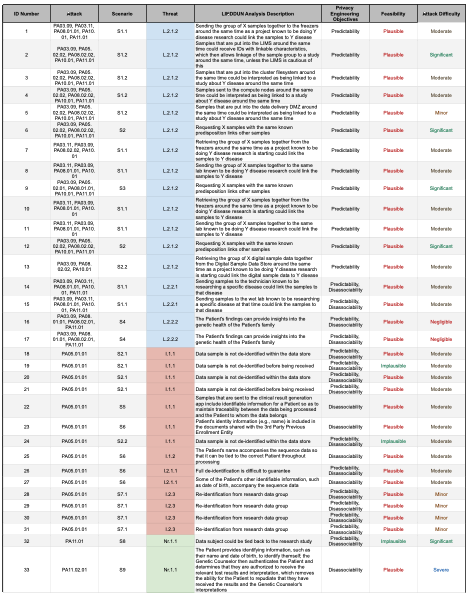 ID Number Attack Scenario Threat LINDDUN Analysis Description Privacy Engineering Objectives Feasibility Attack Difficulty
1 PA03.09, PA03.11, PA08.01.01, PA10.01, PA11.01 S1.1 L.2.1.2 Sending the group of X samples together to the freezers around the same time as a project known to be doing Y disease research could link the samples to Y disease Predictability Plausible Moderate
2 PA03.09, PA05.02.02, PA08.02.02, PA10.01, PA11.01 S1.2 L.2.1.2 Samples that are put into the LIMS around the same time could receive IDs with linkable characteristics, which then allows linkage of the sample group to a study around the same time, unless the LIMS is cautious of this Predictability Plausible Significant
3 PA03.09, PA05.02.02, PA08.02.02, PA10.01, PA11.01 S1.2 L.2.1.2 Samples that are put into the cluster filesystem around the same time could be interpreted as being linked to a study about Y disease around the same time Predictability Plausible Moderate
4 PA03.09, PA05.02.02, PA08.02.02, PA10.01, PA11.01 S1.2 L.2.1.2 Samples sent to the compute nodes around the same time could be interpreted as being linked to a study about Y disease around the same time Predictability Plausible Moderate
5 PA03.09, PA05.02.02, PA08.02.02, PA10.01, PA11.01 S1.2 L.2.1.2 Samples that are put into the data delivery DMZ around the same time could be interpreted as being linked to a study about Y disease around the same time Predictability Plausible Minor
6 PA03.09, PA05.02.02, PA08.02.02, PA10.01, PA11.01 S2 L.2.1.2 Requesting X samples with the same known predisposition links other samples Predictability Plausible Significant
7 PA03.11, PA03.09, PA08.01.01, PA10.01 S1.1 L.2.1.2 Retrieving the group of X samples together from the freezers around the same time as a project known to be doing Y disease research is starting could link the samples to Y disease Predictability Plausible Moderate
8 PA03.11, PA03.09, PA08.01.01, PA10.01 S1.1 L.2.1.2 Sending the group of X samples together to the same lab known to be doing Y disease research could link the samples to Y disease Predictability Plausible Moderate
9 PA03.09, PA05.02.01, PA08.01.01, PA10.01, PA11.01 S3 L.2.1.2 Requesting X samples with the same known predisposition links other samples Predictability Plausible Moderate
10 PA03.11, PA03.09, PA08.01.01, PA10.01 S1.1 L.2.1.2 Retrieving the group of X samples together from the freezers around the same time as a project known to be doing Y disease research is starting could link the samples to Y disease Predictability Plausible Moderate
11 PA03.11, PA03.09, PA08.01.01, PA10.01 S1.1 L.2.1.2 Sending the group of X samples together to the same lab known to be doing Y disease research could link the samples to Y disease Predictability Plausible Moderate
12 PA03.09, PA05.02.02, PA08.02.02, PA10.01, PA11.01 S2 L.2.1.2 Requesting X samples with the same known predisposition links other samples Predictability Plausible Significant
13 PA03.09, PA08.02.02, PA10.01 S2.2 L.2.1.2 Retrieving the group of X digital sample data together from the Digital Sample Data Store around the same time as a project known to be doing Y disease research is starting could link the digital sample data to Y disease Predictability Plausible Moderate
14 PA03.11, PA03.09, PA08.01.01, PA10.01, PA11.01 S1.1 L.2.2.1 Sending samples to the technician known to be researching a specific disease could link the samples to that disease Predictability, Disassociability Plausible Moderate
15 PA03.11, PA03.09, PA08.01.01, PA10.01, PA11.01 S1.1 L.2.2.1 Sending samples to the wet lab known to be researching a specific disease at that time could link the samples to that disease Predictability, Disassociability Plausible Moderate
16 PA03.09, PA08.01.01, PA08.02.01, PA11.01 S4 L.2.2.2 The Patient's findings can provide insights into the genetic health of the Patient's family Predictability, Disassociability Plausible Negligible
17 PA03.09, PA08.01.01, PA08.02.01, PA11.01 S4 L.2.2.2 The Patient's findings can provide insights into the genetic health of the Patient's family Predictability, Disassociability Plausible Negligible
18 PA05.01.01 S2.1 I.1.1 Data sample is not de-identified within the data store Predictability, Disassociability Plausible Moderate
19 PA05.01.01 S2.1 I.1.1 Data sample is not de-identified before being received Predictability, Disassociability Implausible Moderate
20 PA05.01.01 S2.1 I.1.1 Data sample is not de-identified within the data store Predictability, Disassociability Plausible Moderate
21 PA05.01.01 S2.1 I.1.1 Data sample is not de-identified before being received Predictability, Disassociability Plausible Moderate
22 PA05.01.01 S5 I.1.1 Samples that are sent to the clinical result generation app include identifiable information for a Patient so as to maintain traceability between the data being processed and the Patient to whom the data belongs Disassociability Plausible Moderate
23 PA05.01.01 S6 I.1.1 Patient's identity information (e.g., name) is included in the documents shared with the 3rd Party Previous Enrollment Entity Disassociability Plausible Moderate
24 PA05.01.01 S2.2 I.1.1 Data sample is not de-identified within the data store Predictability, Disassociability Implausible Moderate
25 PA05.01.01 S6 I.1.2 The Patient's name accompanies the sequence data so that it can be tied to the correct Patient throughout processing Disassociability Plausible Moderate
26 PA05.01.01 S6 I.2.1.1 Full de-identification is difficult to guarantee Disassociability Plausible Moderate
27 PA05.01.01 S6 I.2.1.1 Some of the Patient's other identifiable information, such as date of birth, accompany the sequence data Disassociability Plausible Moderate
28 PA05.01.01 S7.1 I.2.3 Re-identification from research data group Predictability, Disassociability Plausible Minor
29 PA05.01.01 S7.1 I.2.3 Re-identification from research data group Predictability, Disassociability Plausible Minor
30 PA05.01.01 S7.1 I.2.3 Re-identification from research data group Predictability, Disassociability Plausible Minor
31 PA05.01.01 S7.1 I.2.3 Re-identification from research data group Predictability, Disassociability Plausible Minor
32 PA11.01 S8 Nr.1.1 Data subject could be tied back to the research study Predictability, Disassociability Implausible Significant
33 PA11.02.01 S9 Nr.1.1 The Patient provides identifying information, such as their name and date of birth, to identify themself; the Genetic Counselor then authenticates the Patient and determines that they are authorized to receive the relevant test results and interpretation, which removes the ability for the Patient to repudiate that they have received the results and the Genetic Counselor's interpretations Disassociability Plausible Severe